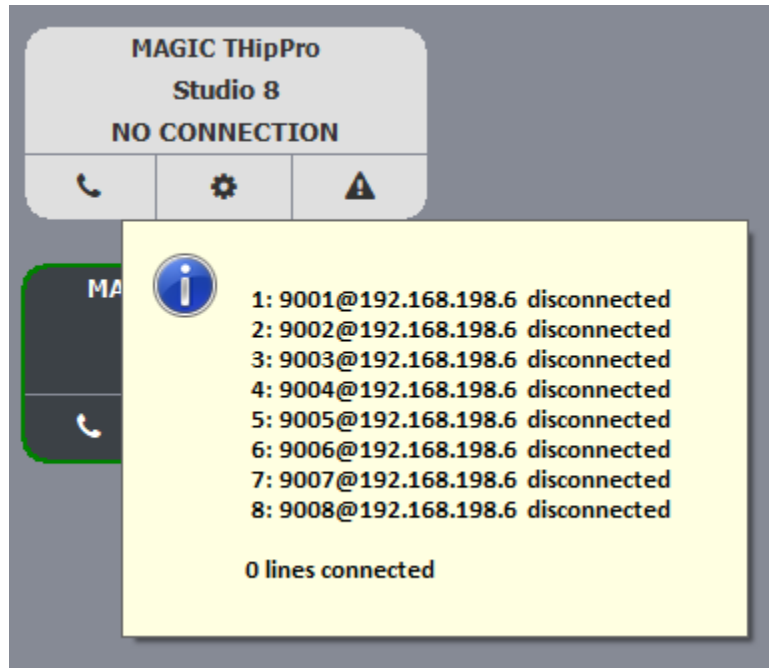 MAGIC THipPro
Studio 8
NO CONNECTION
MA
1: 9001@192.168.198.6 disconnected
2: 9002@192.168.198.6 disconnected
3: 9003@192.168.198.6 disconnected
4: 9004@192.168.198.6 disconnected
5: 9005@192.168.198.6 disconnected
6: 9006@192.168.198.6 disconnected
7: 9007@192.168.198.6 disconnected
8: 9008@192.168.198.6 disconnected
0 lines connected